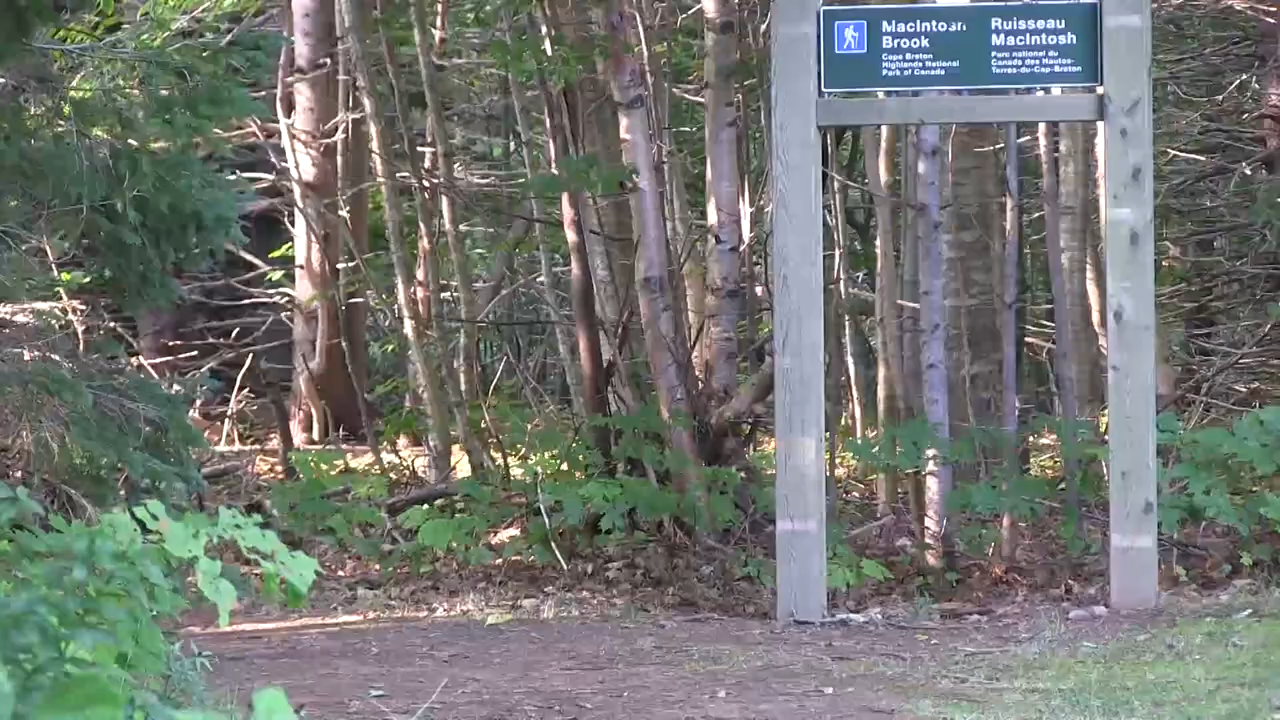 MacIntosh
Brook
Cape Breton
Highlands National
Park of Canada
Ruisseau
MacIntosh
Parc national du
Canada des Hautes-
Terres-du-Cap-Breton